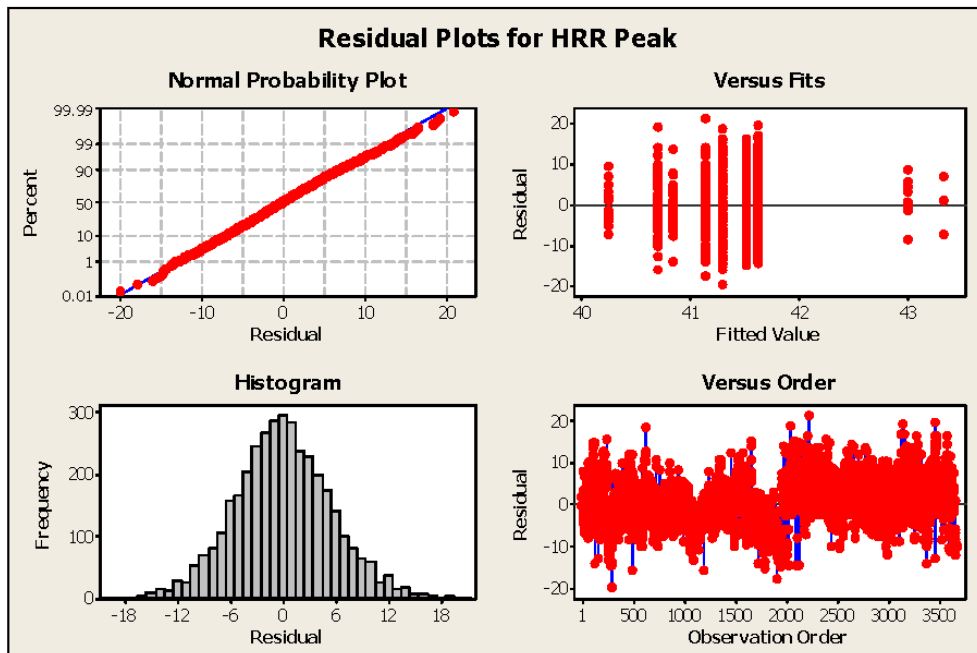 Residual Plots for HRR Peak
Normal Probability Plot
99.99
99
90
50
10
1
0.01
Percent
-20 -10 0 10 20
Residual
Versus Fits
20
10
0
-10
-20
Residual
40 41 42 43
Fitted Value
Histogram
300
200
100
0
Frequency
-18 -12 -6 0 6 12 18
Residual
Versus Order
20
10
0
-10
-20
Residual
1 500 1000 1500 2000 2500 3000 3500
Observation Order